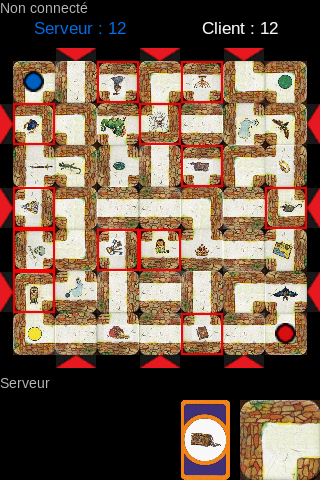 Non connecté
Serveur : 12
Client : 12
Serveur